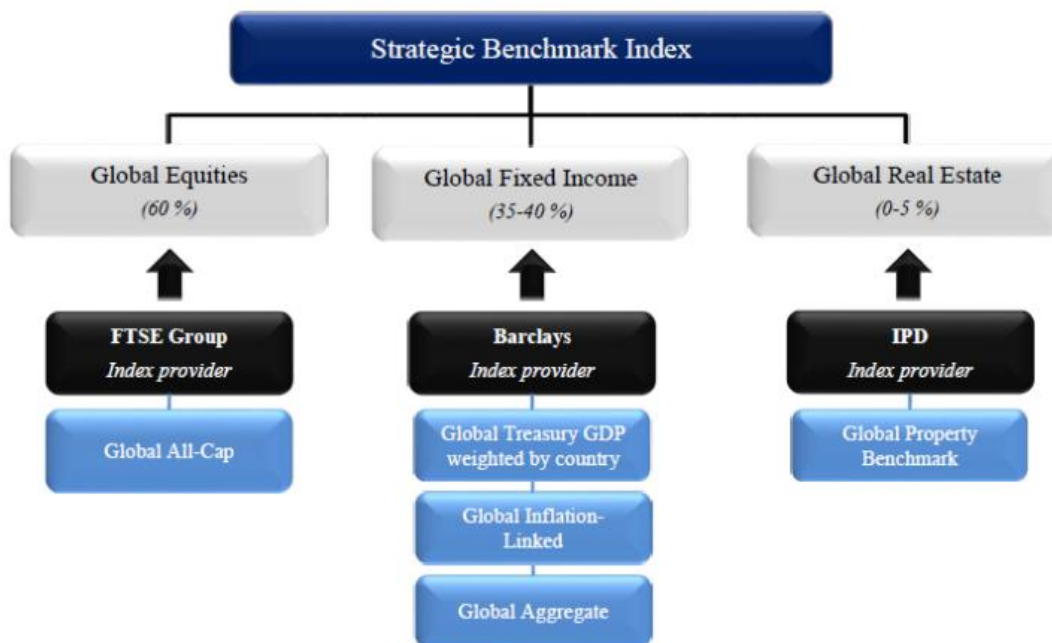 Strategic Benchmark Index
Global Equities
(60 %)
Global Fixed Income
(35-40 %)
Global Real Estate
(0-5 %)
FTSE Group
Index provider
Barclays
Index provider
IPD
Index provider
Global All-Cap
Global Treasury GDP
weighted by country
Global Property
Benchmark
Global Inflation-
Linked
Global Aggregate